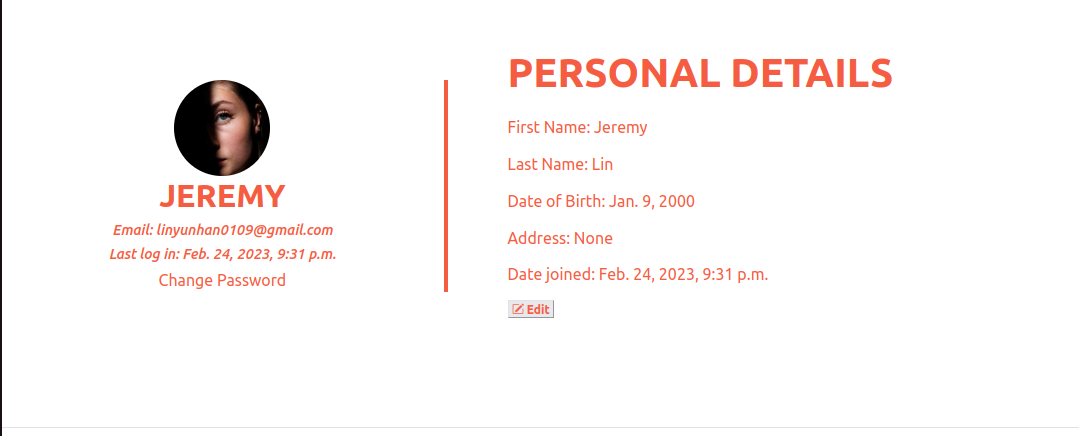 JEREMY
Email: linyunhan0109@gmail.com
Last log in: Feb. 24, 2023, 9:31 p.m.
Change Password
PERSONAL DETAILS
First Name: Jeremy
Last Name: Lin
Date of Birth: Jan. 9, 2000
Address: None
Date joined: Feb. 24, 2023, 9:31 p.m.
Edit